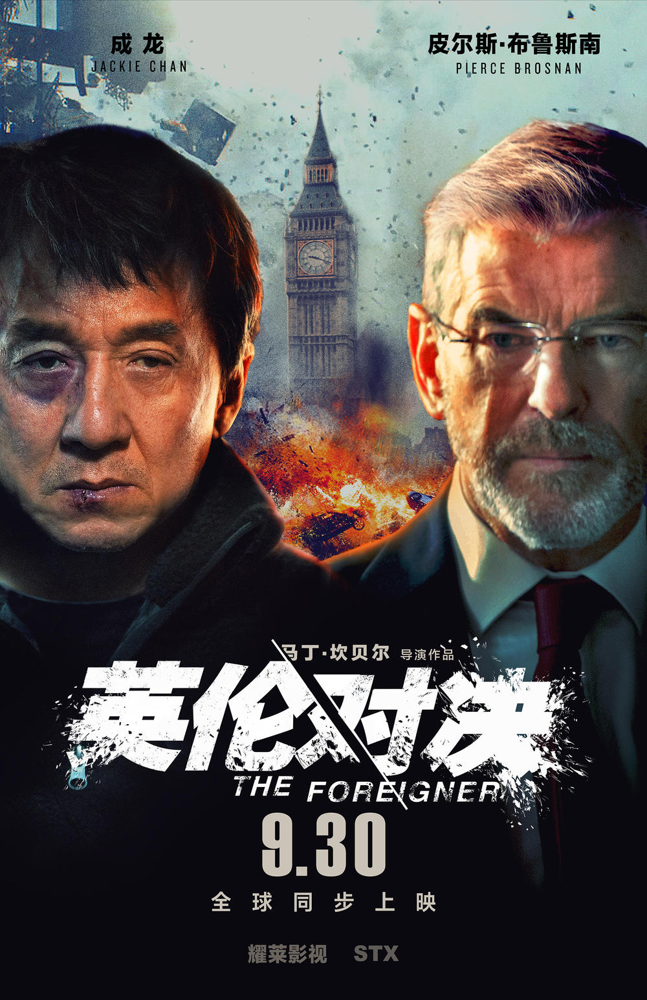 成龙
JACKIE CHAN
皮尔斯·布鲁斯南
PIERCE BROSNAN
马丁·坎贝尔 导演作品
英伦对决
THE FOREIGNER
9.30
全球同步上映
耀莱影视 STX